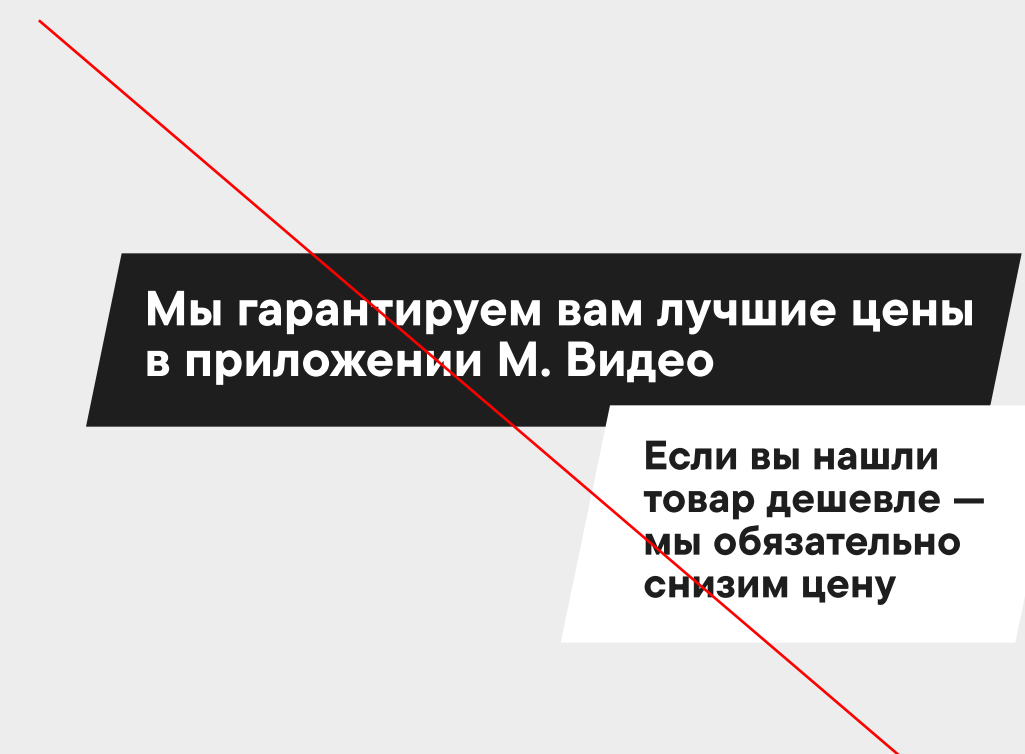 Мы гарантируем вам лучшие цены
в приложении М. Видео
Если вы нашли
товар дешевле —
мы обязательно
снизим цену